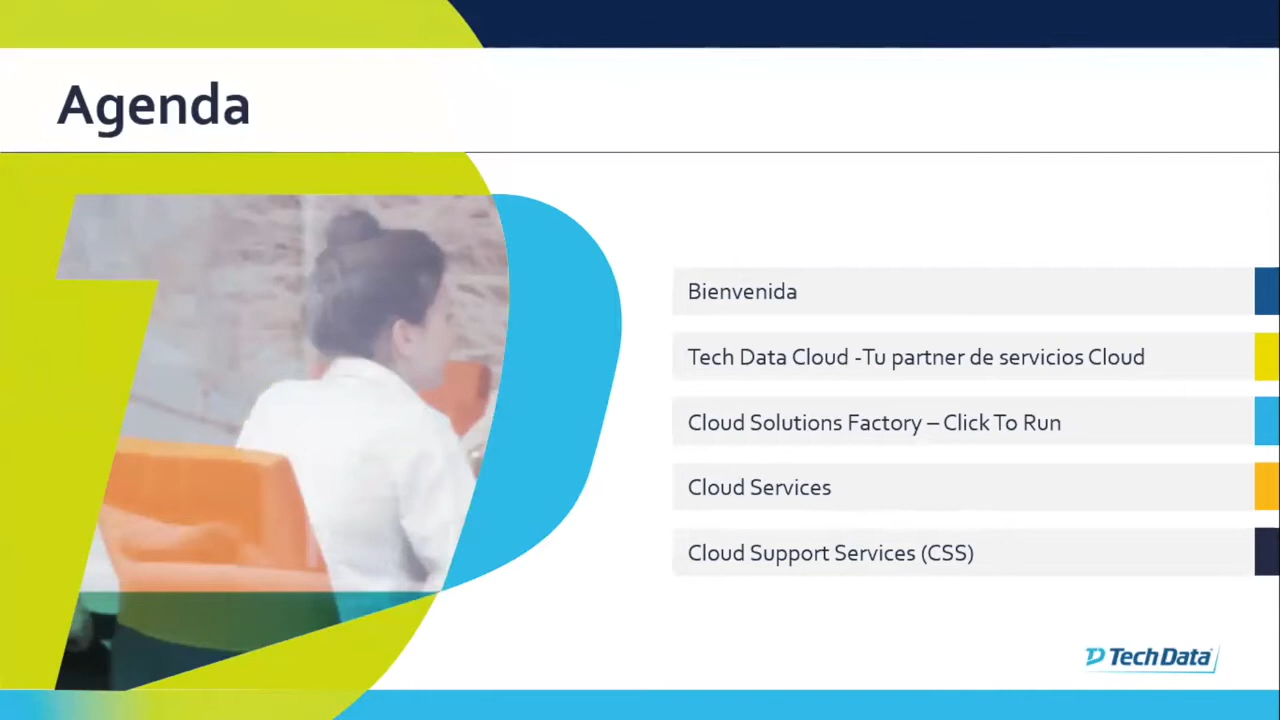 Agenda
Bienvenida
Tech Data Cloud -Tu partner de servicios Cloud
Cloud Solutions Factory – Click To Run
Cloud Services
Cloud Support Services (CSS)
Tech Data